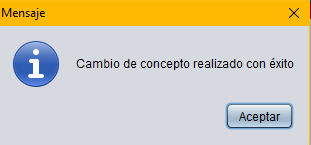 Mensaje
Cambio de concepto realizado con éxito
Aceptar